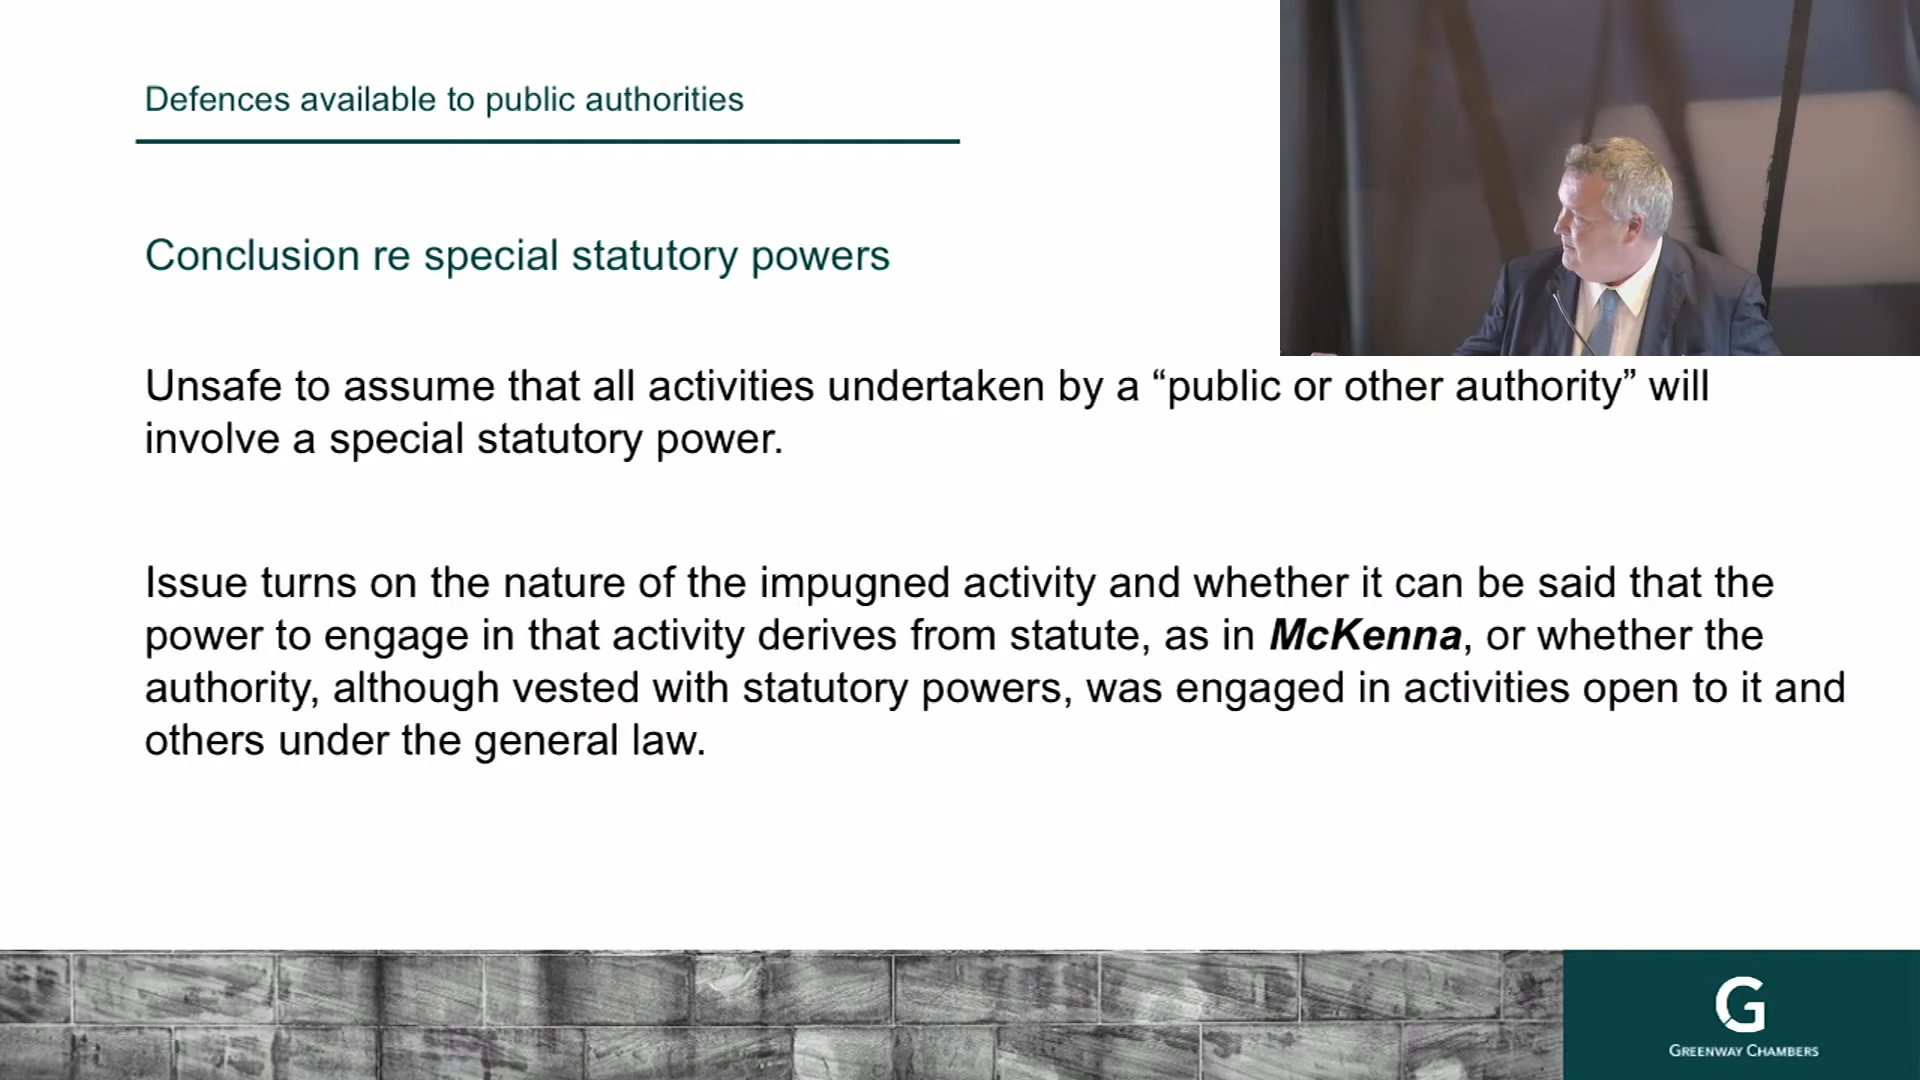 Defences available to public authorities
Conclusion re special statutory powers
Unsafe to assume that all activities undertaken by a “public or other authority” will
involve a special statutory power.
Issue turns on the nature of the impugned activity and whether it can be said that the
power to engage in that activity derives from statute, as in McKenna, or whether the
authority, although vested with statutory powers, was engaged in activities open to it and
others under the general law.
G
GREENWAY CHAMBERS